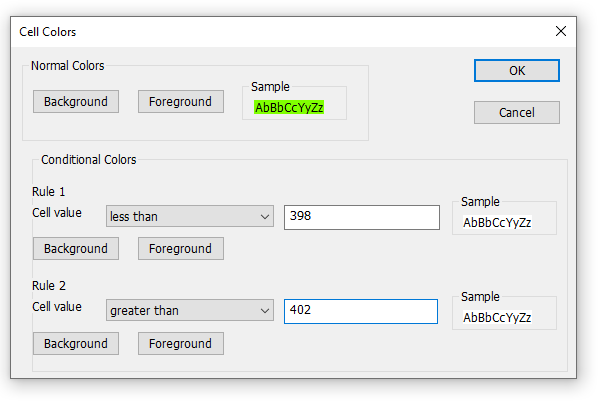 Cell Colors
Normal Colors
OK
Background Foreground
Sample
AbBbCcYyZz
Cancel
Conditional Colors
Rule 1
Cell value less than 398
Sample
AbBbCcYyZz
Background Foreground
Rule 2
Cell value greater than 402
Sample
AbBbCcYyZz
Background Foreground